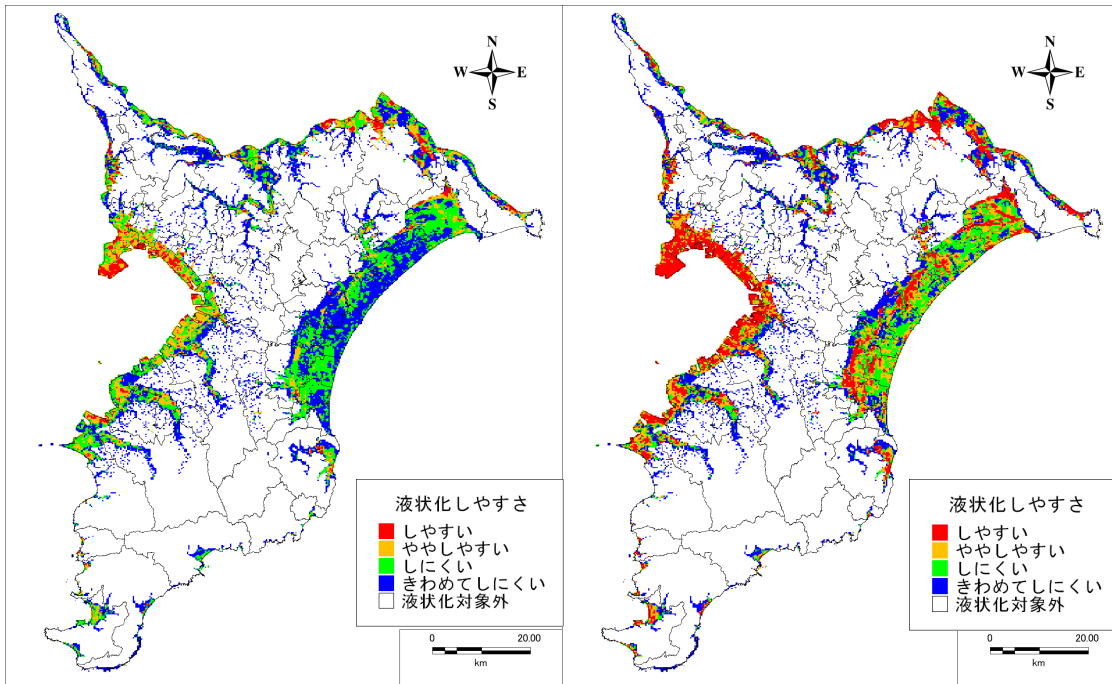 N
W E
S
液状化しやすさ
しやすい
ややしやすい
しにくい
きわめてしにくい
液状化対象外
0 20.00
km
N
W E
S
液状化しやすさ
しやすい
ややしやすい
しにくい
きわめてしにくい
液状化対象外
0 20.00
km